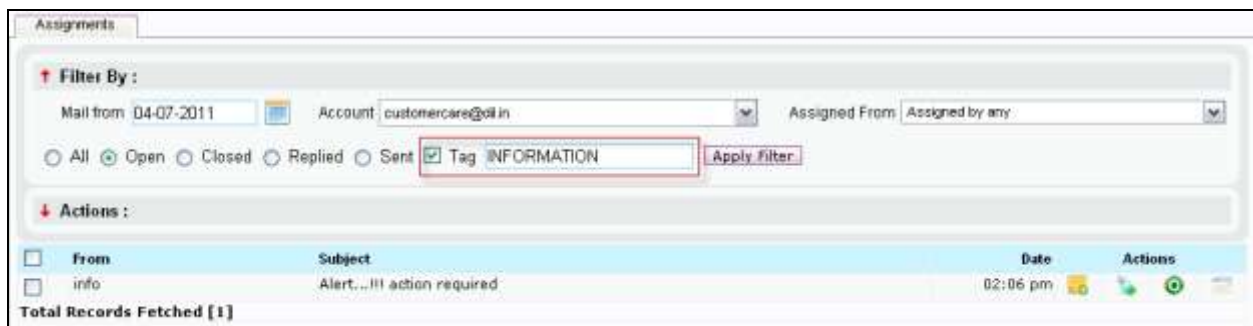 Assignments
Filter By :
Mail from 04-07-2011 Account customercare@oil.in Assigned From Assigned by any
All Open Closed Replied Sent Tag INFORMATION Apply Filter
Actions :
From Subject Date Actions
info Alert...!!! action required 02:06 pm
Total Records Fetched [1]